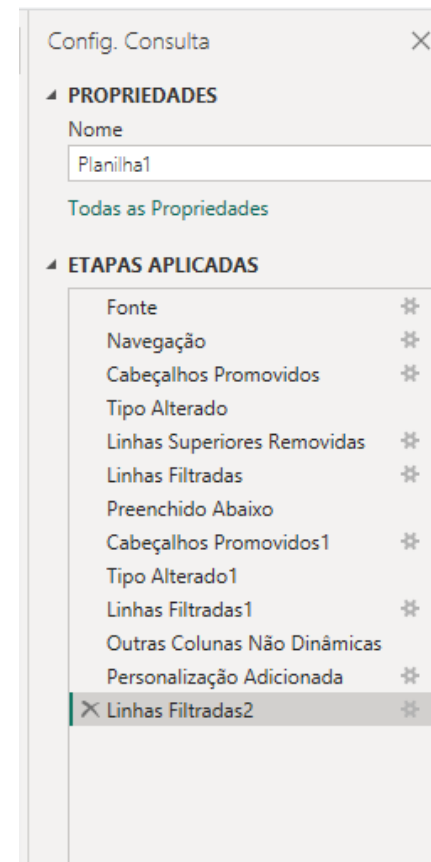 Config. Consulta
PROPRIEDADES
Nome
Planilha1
Todas as Propriedades
ETAPAS APLICADAS
Fonte
Navegação
Cabeçalhos Promovidos
Tipo Alterado
Linhas Superiores Removidas
Linhas Filtradas
Preenchido Abaixo
Cabeçalhos Promovidos1
Tipo Alterado1
Linhas Filtradas1
Outras Colunas Não Dinâmicas
Personalização Adicionada
Linhas Filtradas2